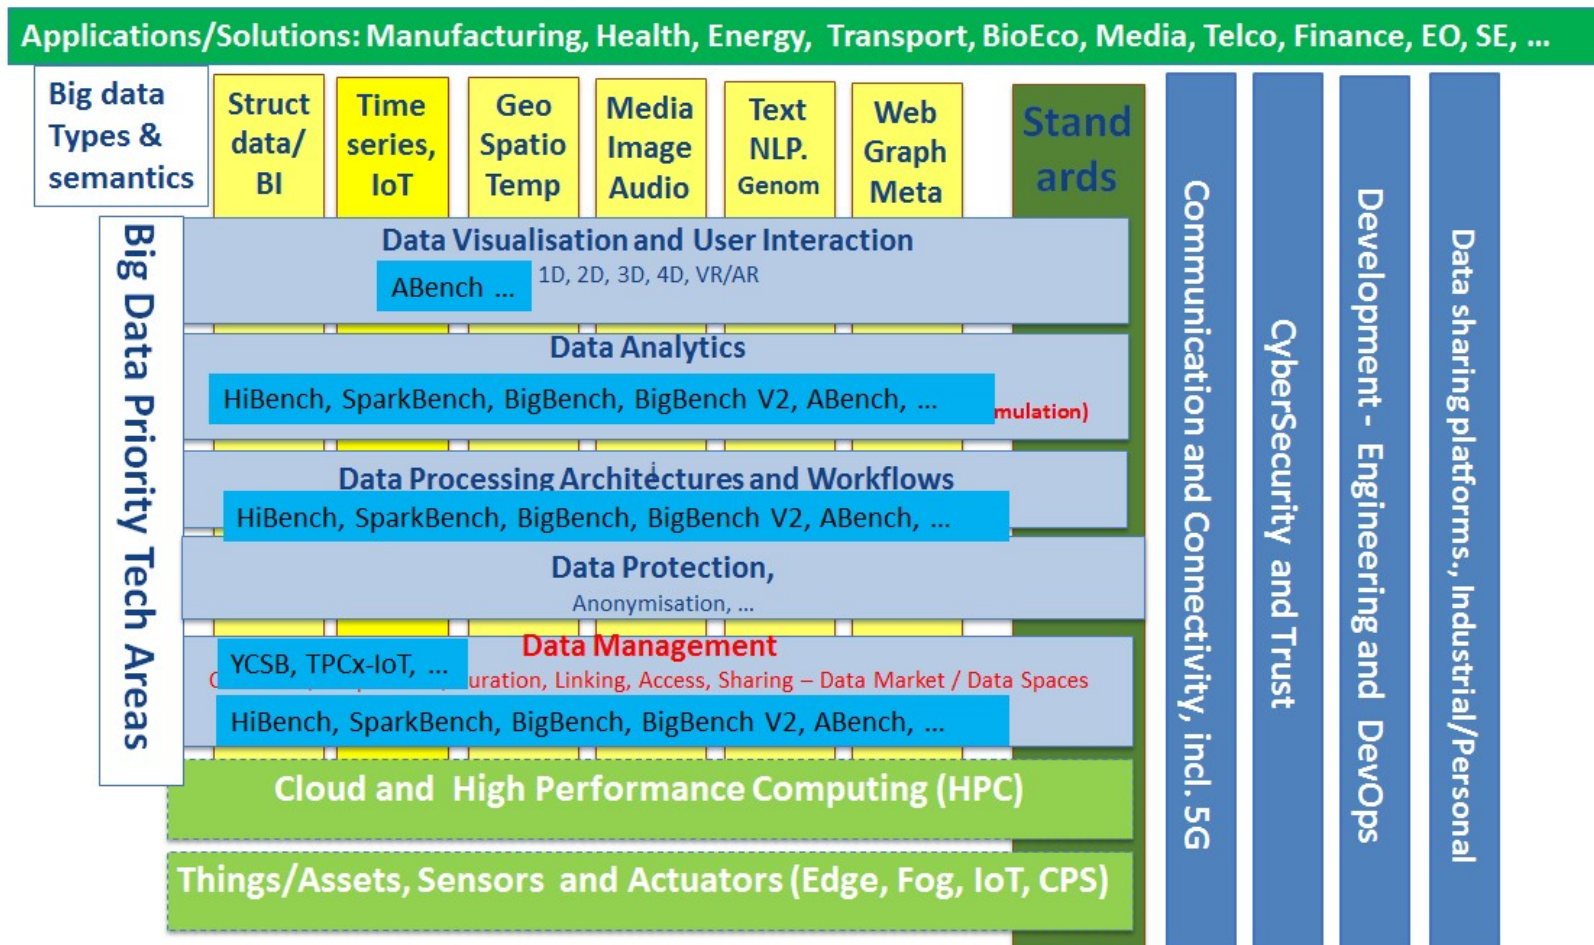 Applications/Solutions: Manufacturing, Health, Energy, Transport, BioEco, Media, Telco, Finance, EO, SE, ...
Big data
Types &
semantics
Struct
data/
BI
Time
series,
IoT
Geo
Spatio
Temp
Media
Image
Audio
Text
NLP.
Genom
Web
Graph
Meta
Stand
ards
Big Data Priority Tech Areas
Data Visualisation and User Interaction
1D, 2D, 3D, 4D, VR/AR
ABench ...
Data Analytics
HiBench, SparkBench, BigBench, BigBench V2, ABench, ...
mulation)
Data Processing Architectures and Workflows
HiBench, SparkBench, BigBench, BigBench V2, ABench, ...
Data Protection,
Anonymisation, ...
Data Management
YCSB, TPCx-IoT, ...
uration, Linking, Access, Sharing – Data Market / Data Spaces
HiBench, SparkBench, BigBench, BigBench V2, ABench, ...
Cloud and High Performance Computing (HPC)
Things/Assets, Sensors and Actuators (Edge, Fog, IoT, CPS)
Communication and Connectivity, incl. 5G
CyberSecurity and Trust
Development - Engineering and DevOps
Data sharing platforms., Industrial/Personal